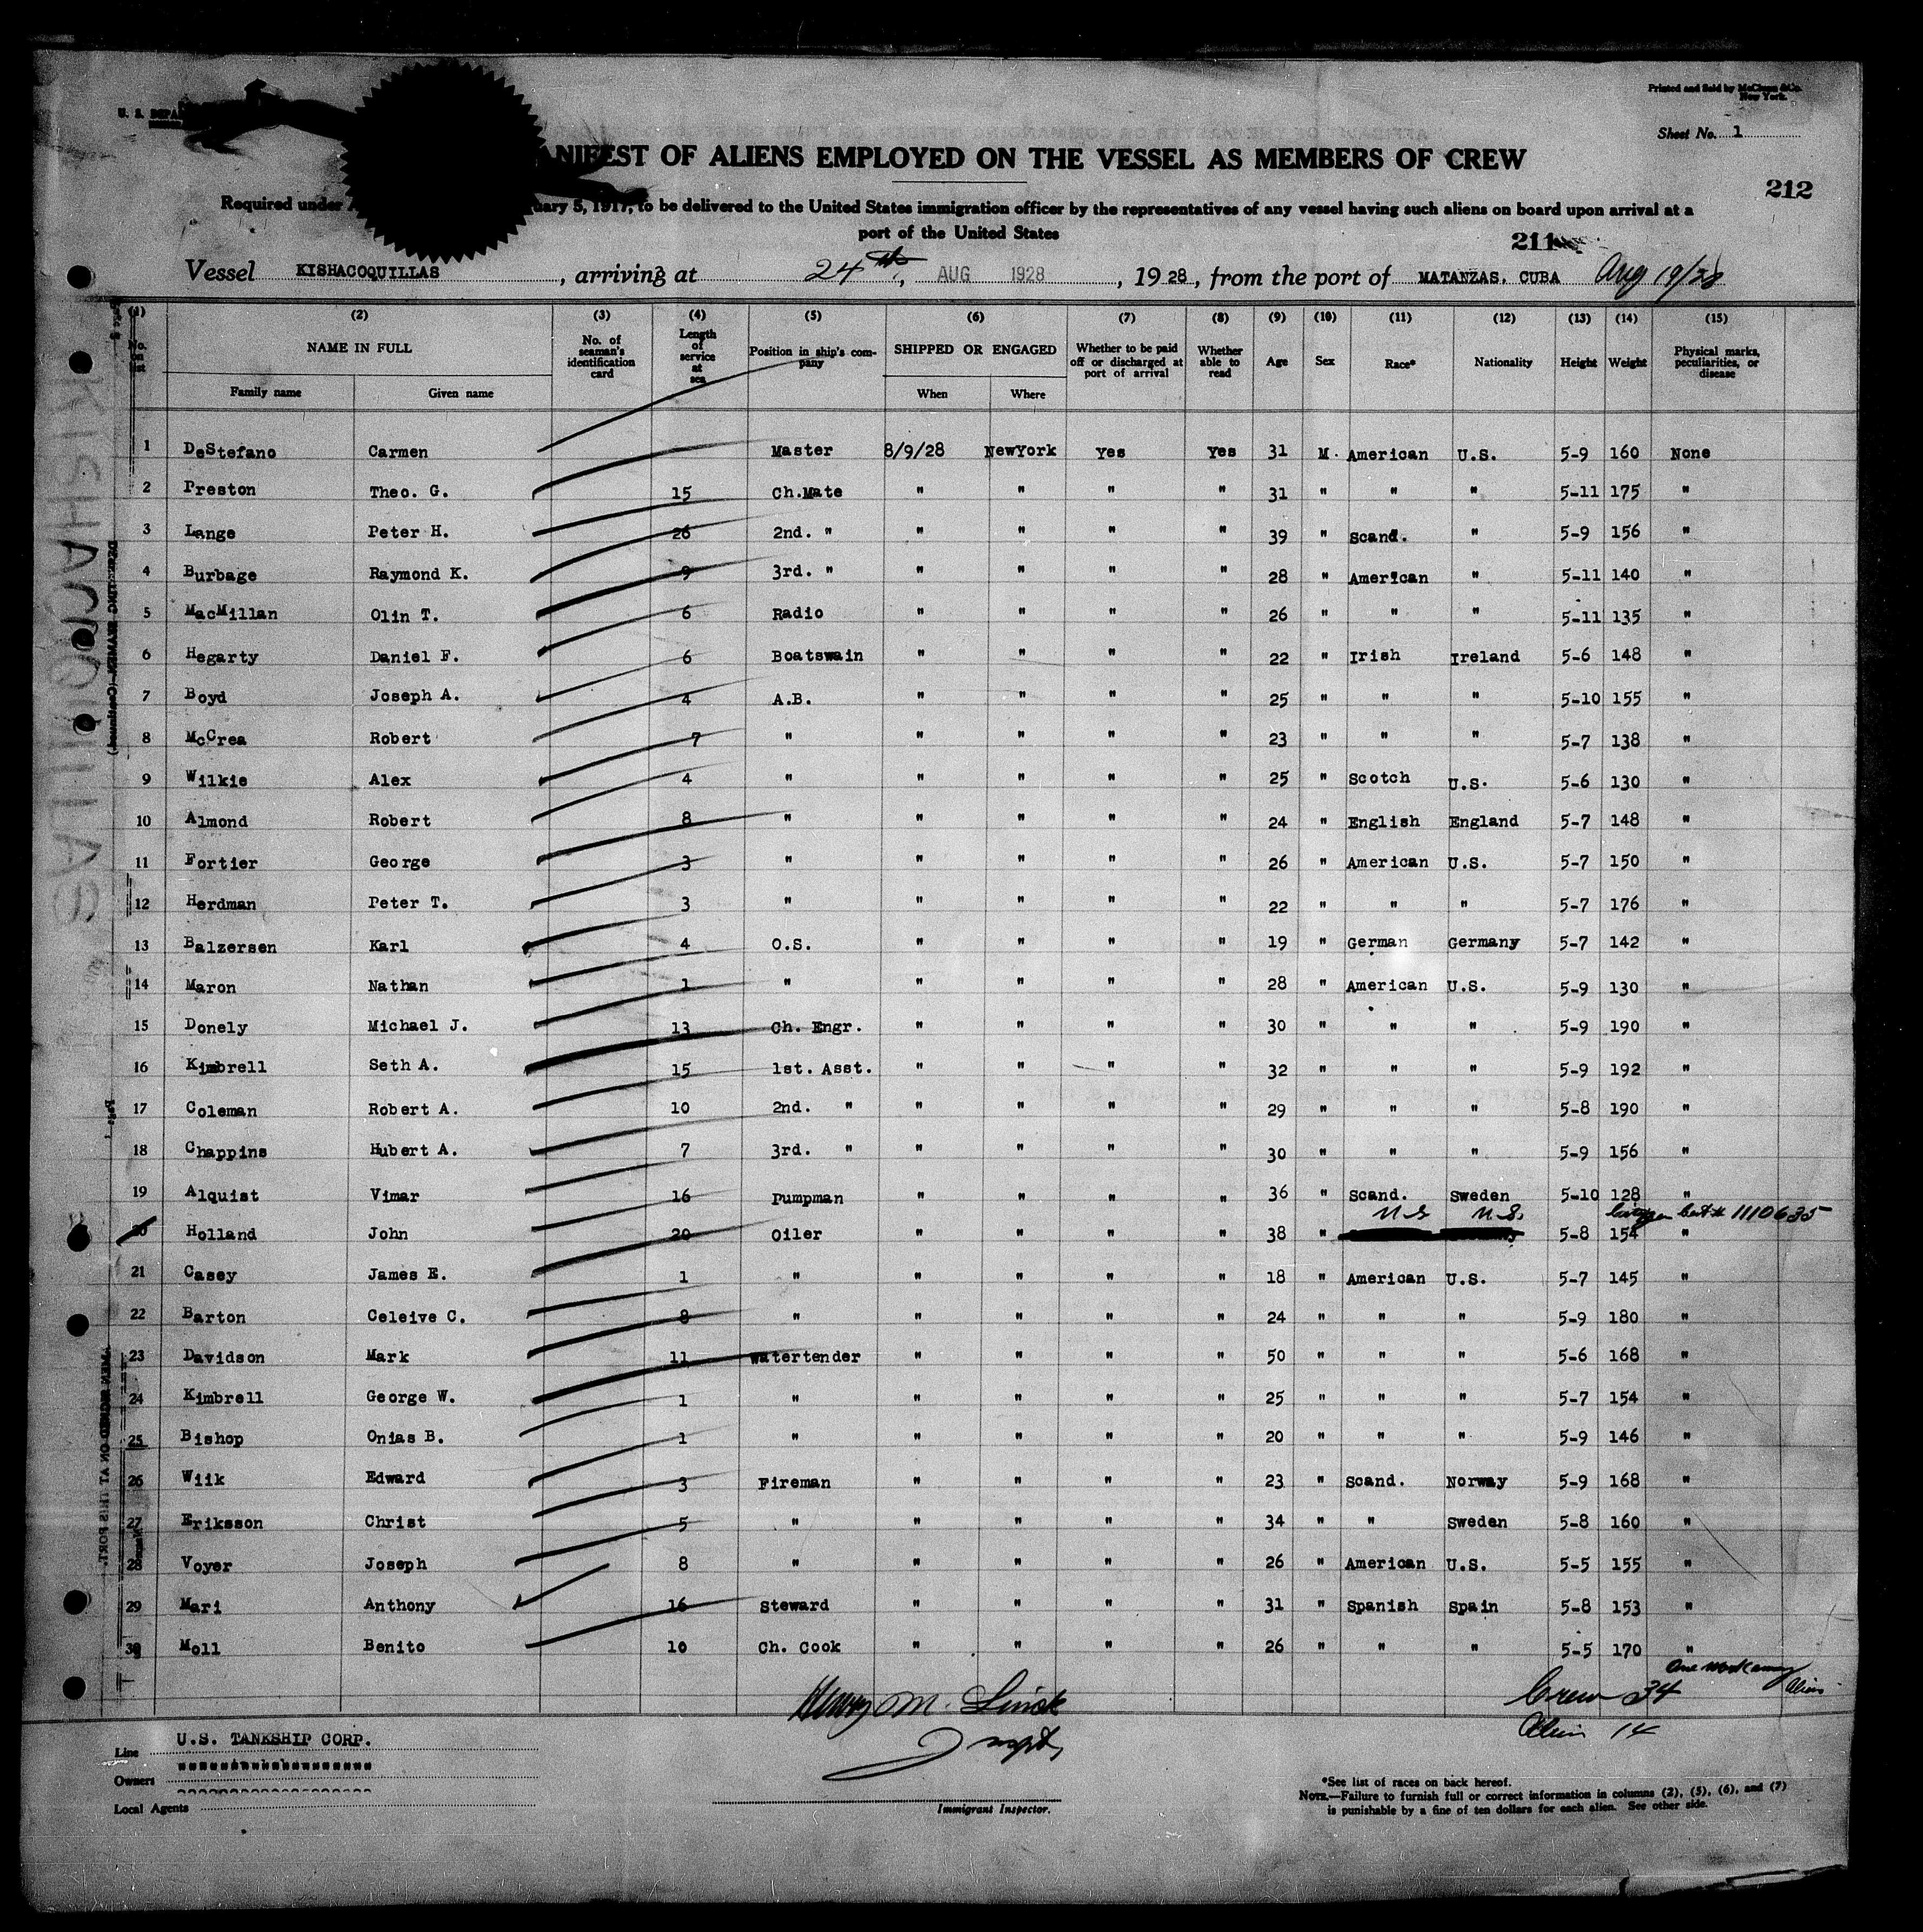 Printed and Sold by McClunn & Co.
New York.
U. S.
Sheet No. 1
ANIFEST OF ALIENS EMPLOYED ON THE VESSEL AS MEMBERS OF CREW
212
Required under uary 5, 1917, to be delivered to the United States immigration officer by the representatives of any vessel having such aliens on board upon arrival at a
port of the United States
211
Vessel KISHACOQUILLAS, arriving at 24th, AUG 1928, 1928, from the port of MATANZAS, CUBA Aug 19/28
(1) (2) (3) (4) (5) (6) (7) (8) (9) (10) (11) (12) (13) (14) (15)
No. on list NAME IN FULL No. of seaman's identification card Length of service at sea Position in ship's company SHIPPED OR ENGAGED Whether to be paid off or discharged at port of arrival Whether able to read Age Sex Race* Nationality Height Weight Physical marks, peculiarities, or disease
Family name Given name When Where
1 DeStefano Carmen Master 8/9/28 NewYork Yes Yes 31 M. American U.S. 5-9 160 None
2 Preston Theo. G. 15 Ch.Mate " " " " 31 " " " 5-11 175 "
3 Lange Peter H. 26 2nd. " " " " " 39 " Scand. " 5-9 156 "
4 Burbage Raymond K. 9 3rd. " " " " " 28 " American " 5-11 140 "
5 MacMillan Olin T. 6 Radio " " " " 26 " " " 5-11 135 "
6 Hegarty Daniel F. 6 Boatswain " " " " 22 " Irish Ireland 5-6 148 "
7 Boyd Joseph A. 4 A.B. " " " " 25 " " " 5-10 155 "
8 McCrea Robert 7 " " " " " 23 " " " 5-7 138 "
9 Wilkie Alex 4 " " " " " 25 " Scotch U.S. 5-6 130 "
10 Almond Robert 8 " " " " " 24 " English England 5-7 148 "
11 Fortier George 3 " " " " " 26 " American U.S. 5-7 150 "
12 Herdman Peter T. 3 " " " " " 22 " " " 5-7 176 "
13 Balzersen Karl 4 O.S. " " " " 19 " German Germany 5-7 142 "
14 Maron Nathan 1 " " " " " 28 " American U.S. 5-9 130 "
15 Donely Michael J. 13 Ch. Engr. " " " " 30 " " " 5-9 190 "
16 Kimbrell Seth A. 15 1st. Asst. " " " " 32 " " " 5-9 192 "
17 Coleman Robert A. 10 2nd. " " " " " 29 " " " 5-8 190 "
18 Chappins Hubert A. 7 3rd. " " " " " 30 " " " 5-9 156 "
19 Alquist Vimar 16 Pumpman " " " " 36 " Scand. Sweden 5-10 128 "
U.S. U.S. Cert # 1110635
20 Holland John 20 Oiler " " " " 38 " 5-8 154 "
21 Casey James E. 1 " " " " " 18 " American U.S. 5-7 145 "
22 Barton Celeive C. 8 " " " " " 24 " " " 5-9 180 "
23 Davidson Mark 11 Watertender " " " " 50 " " " 5-6 168 "
24 Kimbrell George W. 1 " " " " " 25 " " " 5-7 154 "
25 Bishop Onias B. 1 " " " " " 20 " " " 5-9 146 "
26 Wiik Edward 3 Fireman " " " " 23 " Scand. Norway 5-9 168 "
27 Eriksson Christ 5 " " " " " 34 " " Sweden 5-8 160 "
28 Voyer Joseph 8 " " " " " 26 " American U.S. 5-5 155 "
29 Mari Anthony 16 Steward " " " " 31 " Spanish Spain 5-8 153 "
30 Moll Benito 10 Ch. Cook " " " " 26 " " " 5-5 170 "
One workaway Alien
Henry M. Linck Crew 34
Inspt, Alien 14
Line U.S. TANKSHIP CORP.
Owners " " " " " " " " " " " " " " " "
Local Agents
Immigrant Inspector.
*See list of races on back hereof.
NOTE.—Failure to furnish full or correct information in columns (2), (5), (6), and (7)
is punishable by a fine of ten dollars for each alien. See other side.
KISHACOQUILLAS